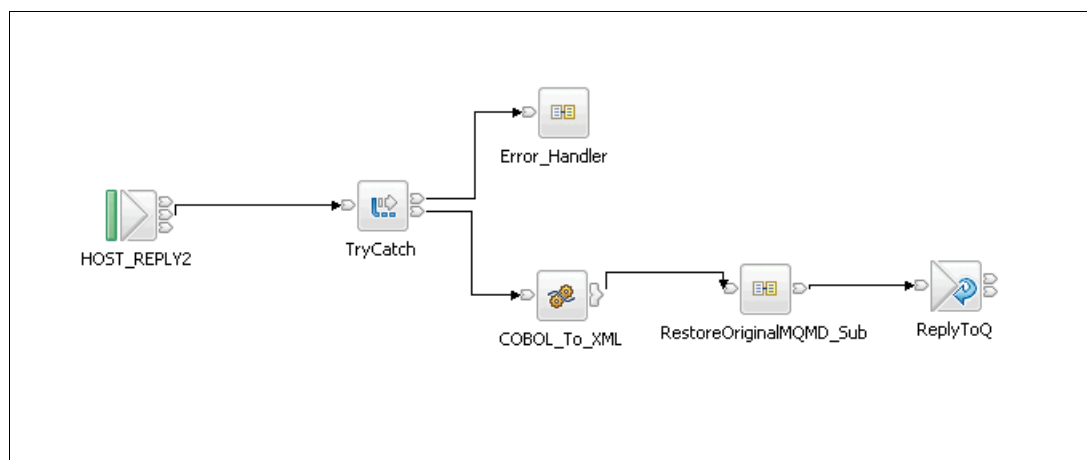 Error_Handler
HOST_REPLY2
TryCatch
COBOL_To_XML
RestoreOriginalMQMD_Sub
ReplyToQ